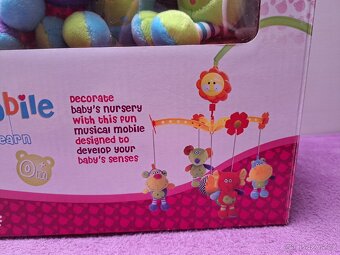 obile
Decorate
baby's nursery
with this fun
musical mobile
designed to
develop your
baby's senses
earn
0m